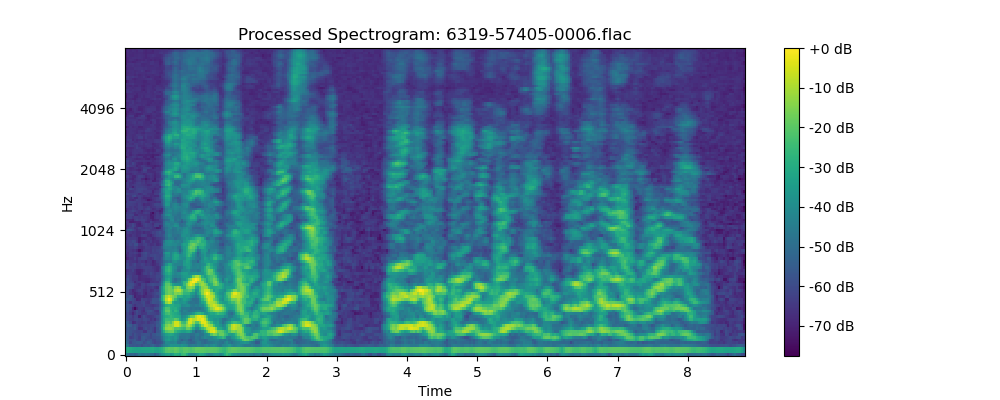 Processed Spectrogram: 6319-57405-0006.flac
Hz
4096
2048
1024
512
0
0 1 2 3 4 5 6 7 8
Time
+0 dB
-10 dB
-20 dB
-30 dB
-40 dB
-50 dB
-60 dB
-70 dB